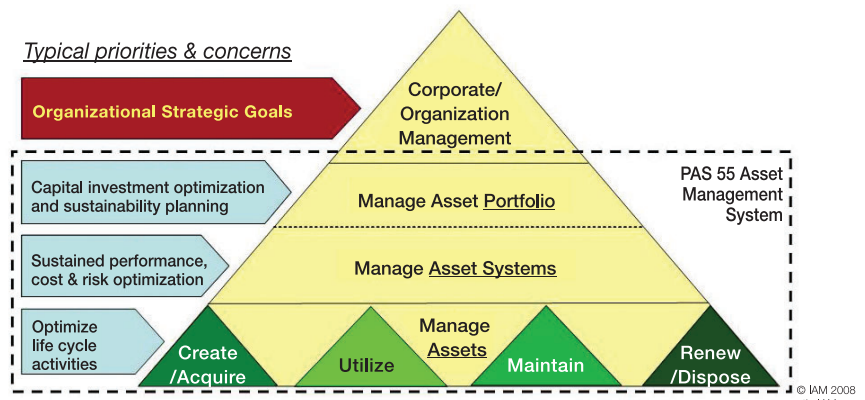 Typical priorities & concerns
Organizational Strategic Goals
Corporate/
Organization
Management
PAS 55 Asset
Management
System
Capital investment optimization
and sustainability planning
Manage Asset Portfolio
Sustained performance,
cost & risk optimization
Manage Asset Systems
Optimize
life cycle
activities
Manage
Assets
Create
/Acquire
Utilize
Maintain
Renew
/Dispose
© IAM 2008